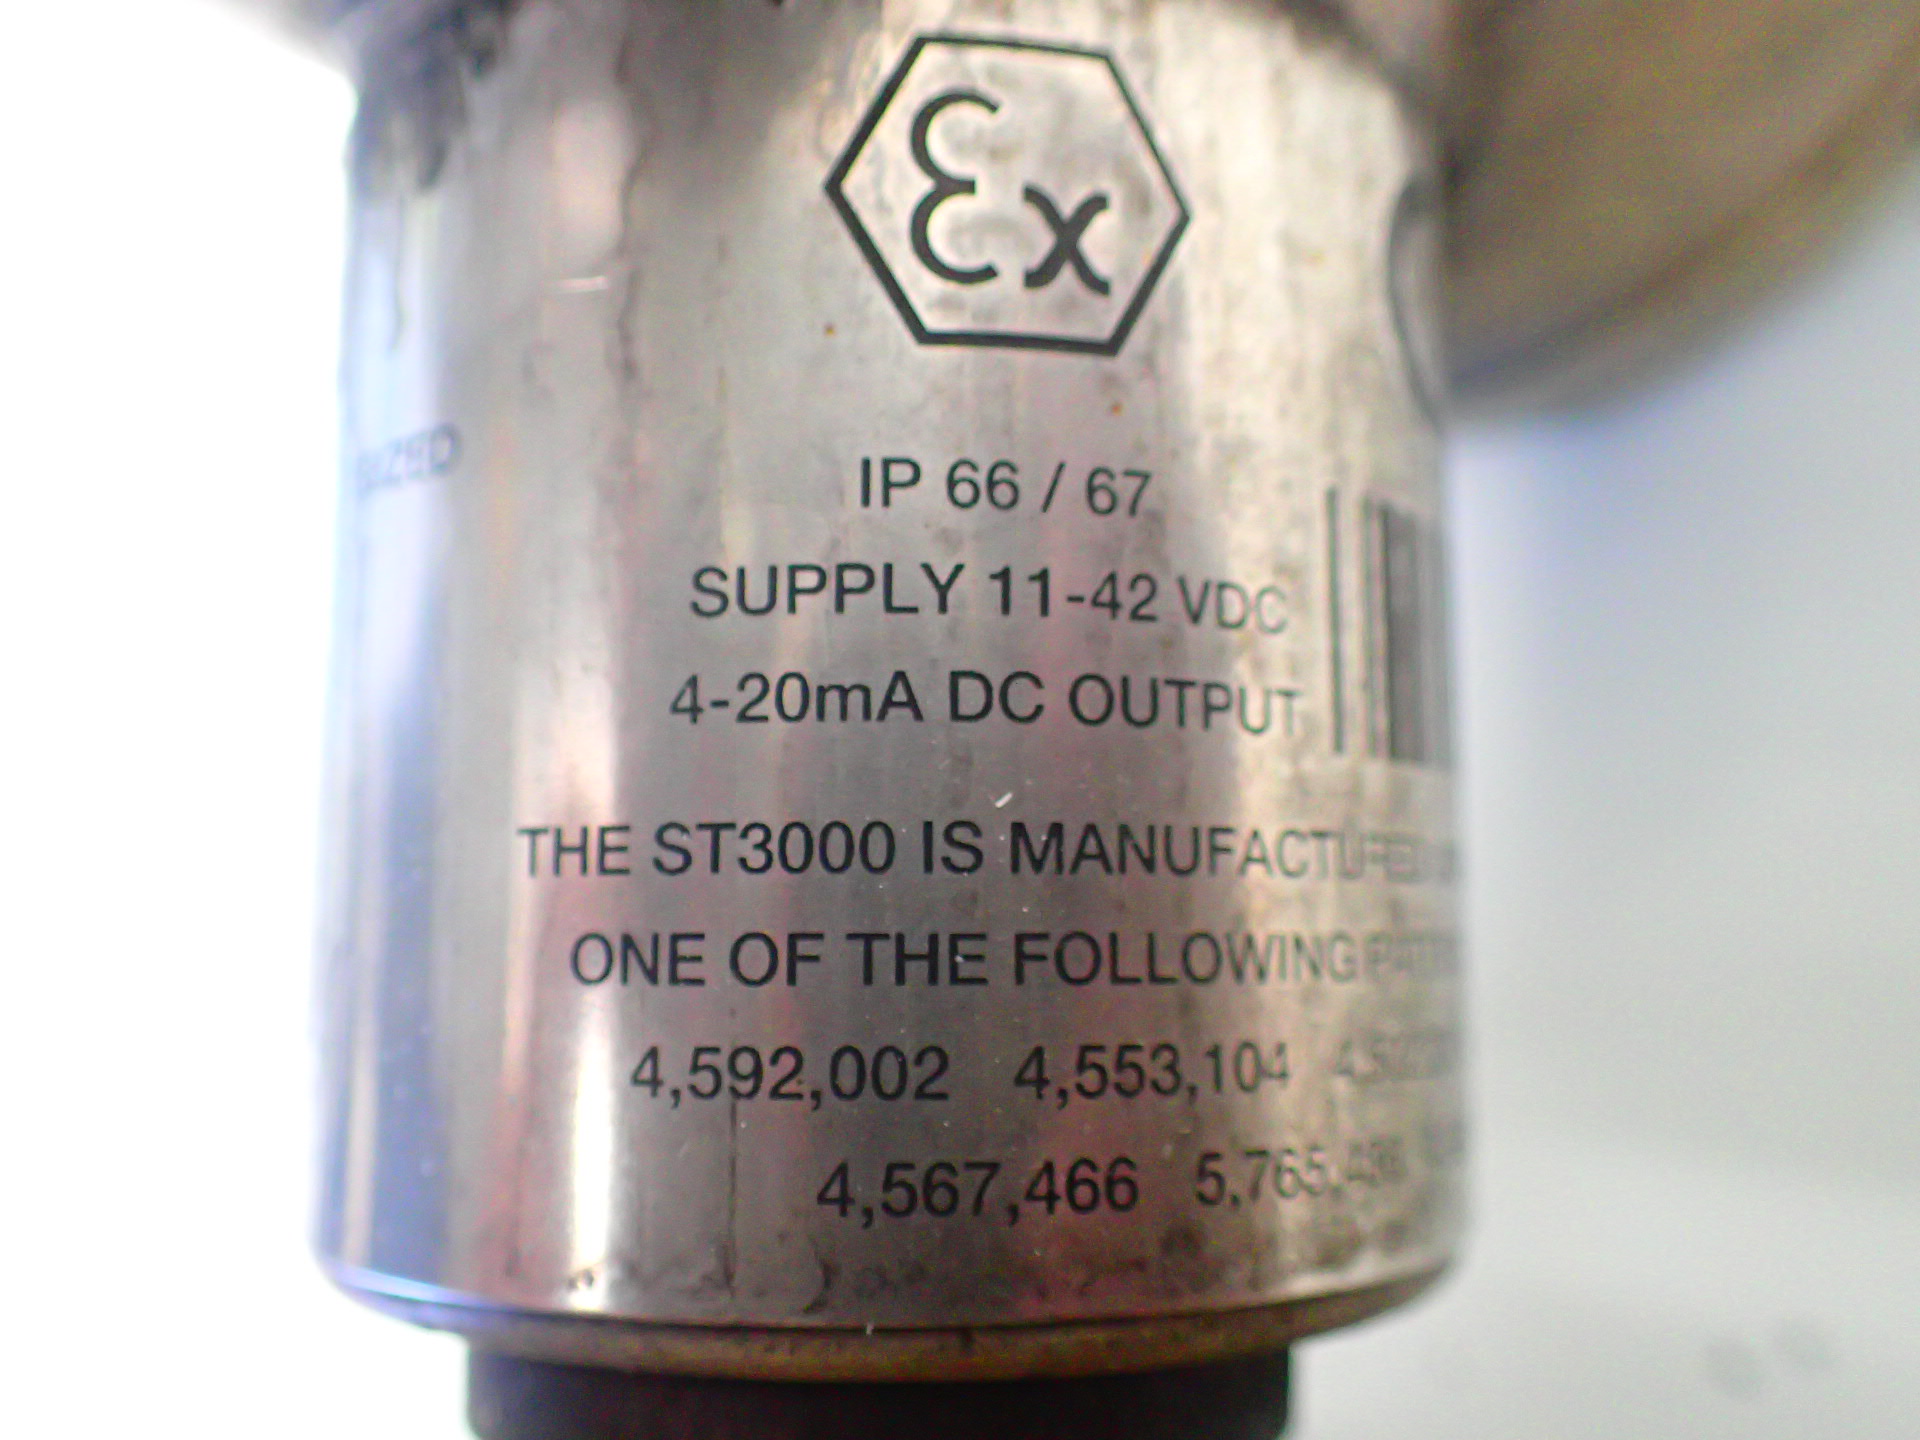 Ex
IP 66 / 67
SUPPLY 11-42 VDC
4-20mA DC OUTPUT
THE ST3000 IS MANUFACTURED
ONE OF THE FOLLOWING
4,592,002 4,553,104
4,567,466